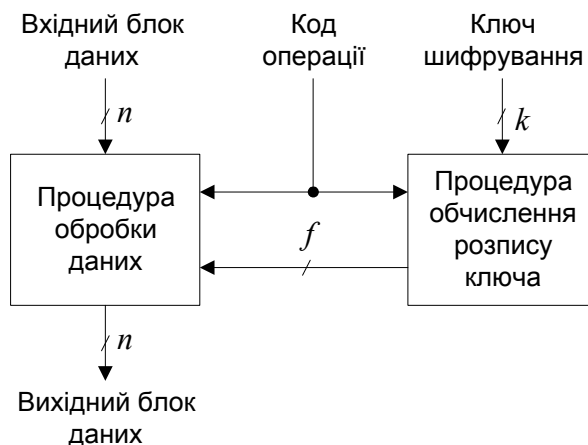 Вхідний блок
даних
Код
операції
Ключ
шифрування
n
k
Процедура
обробки
даних
f
Процедура
обчислення
розпису
ключа
n
Вихідний блок
даних